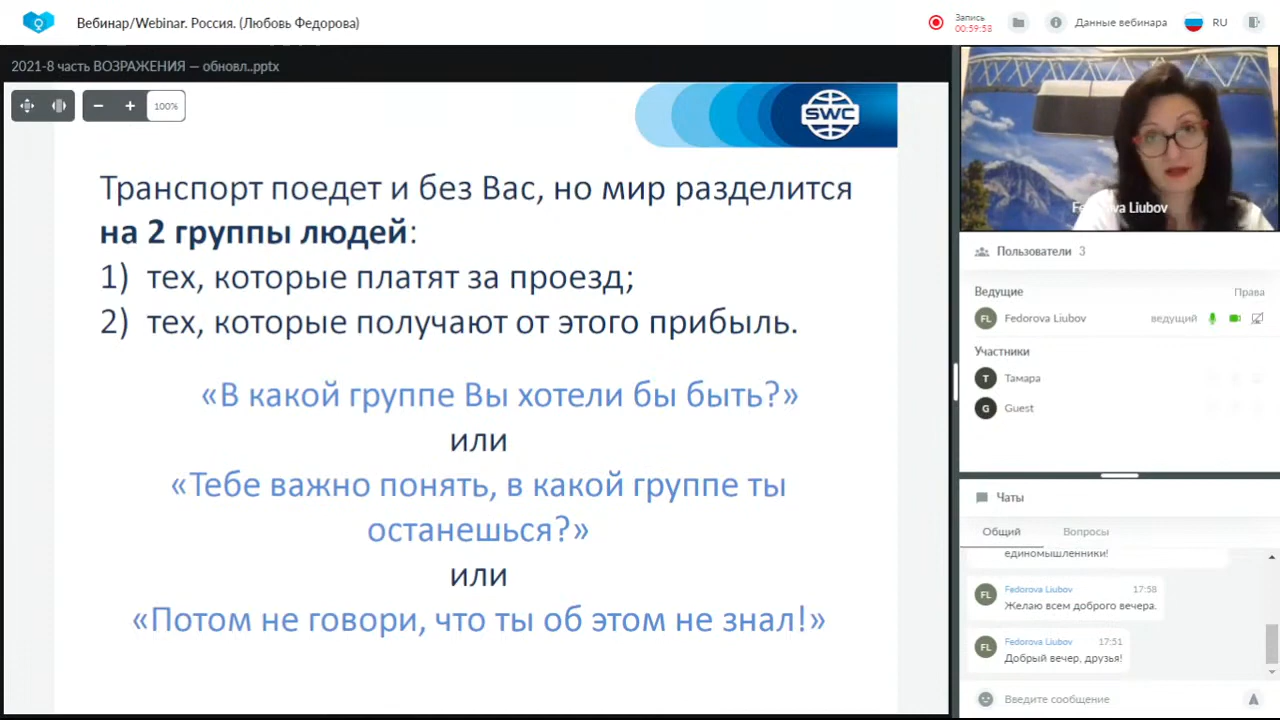 Вебинар/Webinar. Россия. (Любовь Федорова)
Запись
00:59:58
Данные вебинара
RU
2021-8 часть ВОЗРАЖЕНИЯ — обновл..pptx
100%
SWC
Транспорт поедет и без Вас, но мир разделится
на 2 группы людей:
1) тех, которые платят за проезд;
2) тех, которые получают от этого прибыль.
«В какой группе Вы хотели бы быть?»
или
«Тебе важно понять, в какой группе ты
останешься?»
или
«Потом не говори, что ты об этом не знал!»
Fedorova Liubov
Пользователи 3
Ведущие Права
FL Fedorova Liubov ведущий
Участники
T Тамара
G Guest
Чаты
Общий Вопросы
единомышленники!
FL Fedorova Liubov 17:58
Желаю всем доброго вечера.
FL Fedorova Liubov 17:51
Добрый вечер, друзья!
Введите сообщение